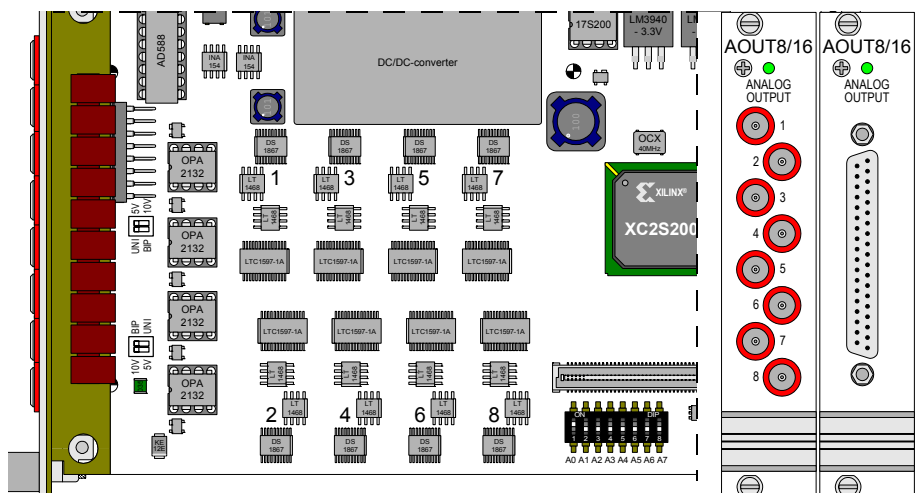 AD588
INA
154
INA
154
DC/DC-converter
17S200
LM3940
- 3.3V
OCX
40MHz
100
DS
1867
DS
1867
DS
1867
DS
1867
LT
1468
1
LT
1468
3
LT
1468
5
LT
1468
7
LT
1468
LT
1468
LT
1468
LT
1468
LTC1597-1A
LTC1597-1A
LTC1597-1A
LTC1597-1A
OPA
2132
OPA
2132
OPA
2132
OPA
2132
5V
10V
UNI
BIP
BIP
UNI
10V
5V
XILINX®
XC2S200
LTC1597-1A
LTC1597-1A
LTC1597-1A
LTC1597-1A
LT
1468
LT
1468
LT
1468
LT
1468
2
LT
1468
4
LT
1468
6
LT
1468
8
LT
1468
DS
1867
DS
1867
DS
1867
DS
1867
KE
12E
ON DIP
1 2 3 4 5 6 7 8
A0 A1 A2 A3 A4 A5 A6 A7
AOUT8/16
ANALOG
OUTPUT
1
2
3
4
5
6
7
8
AOUT8/16
ANALOG
OUTPUT